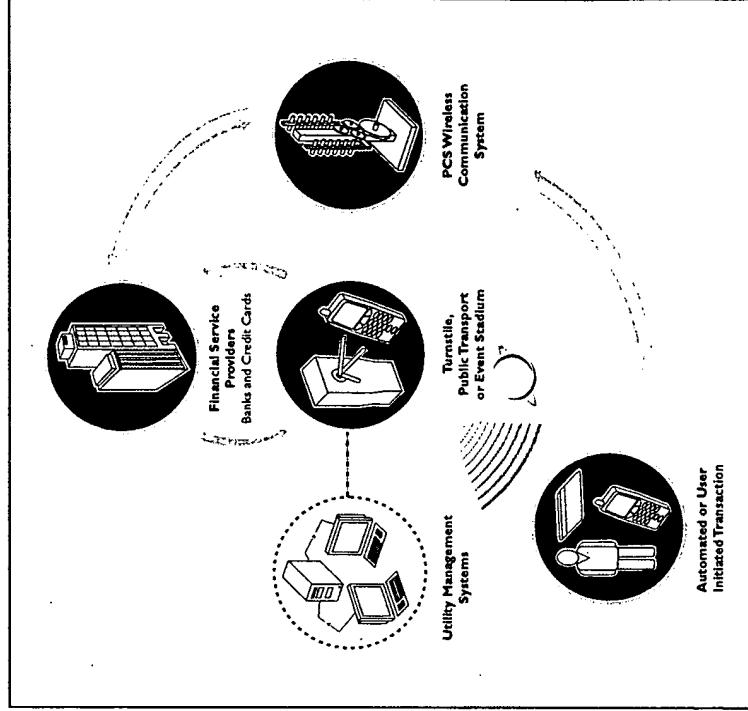 Financial Service
Providers
Banks and Credit Cards
PCS Wireless
Communication
System
Utility Management
Systems
Turnstile,
Public Transport
or Event Stadium
Automated or User
Initiated Transaction